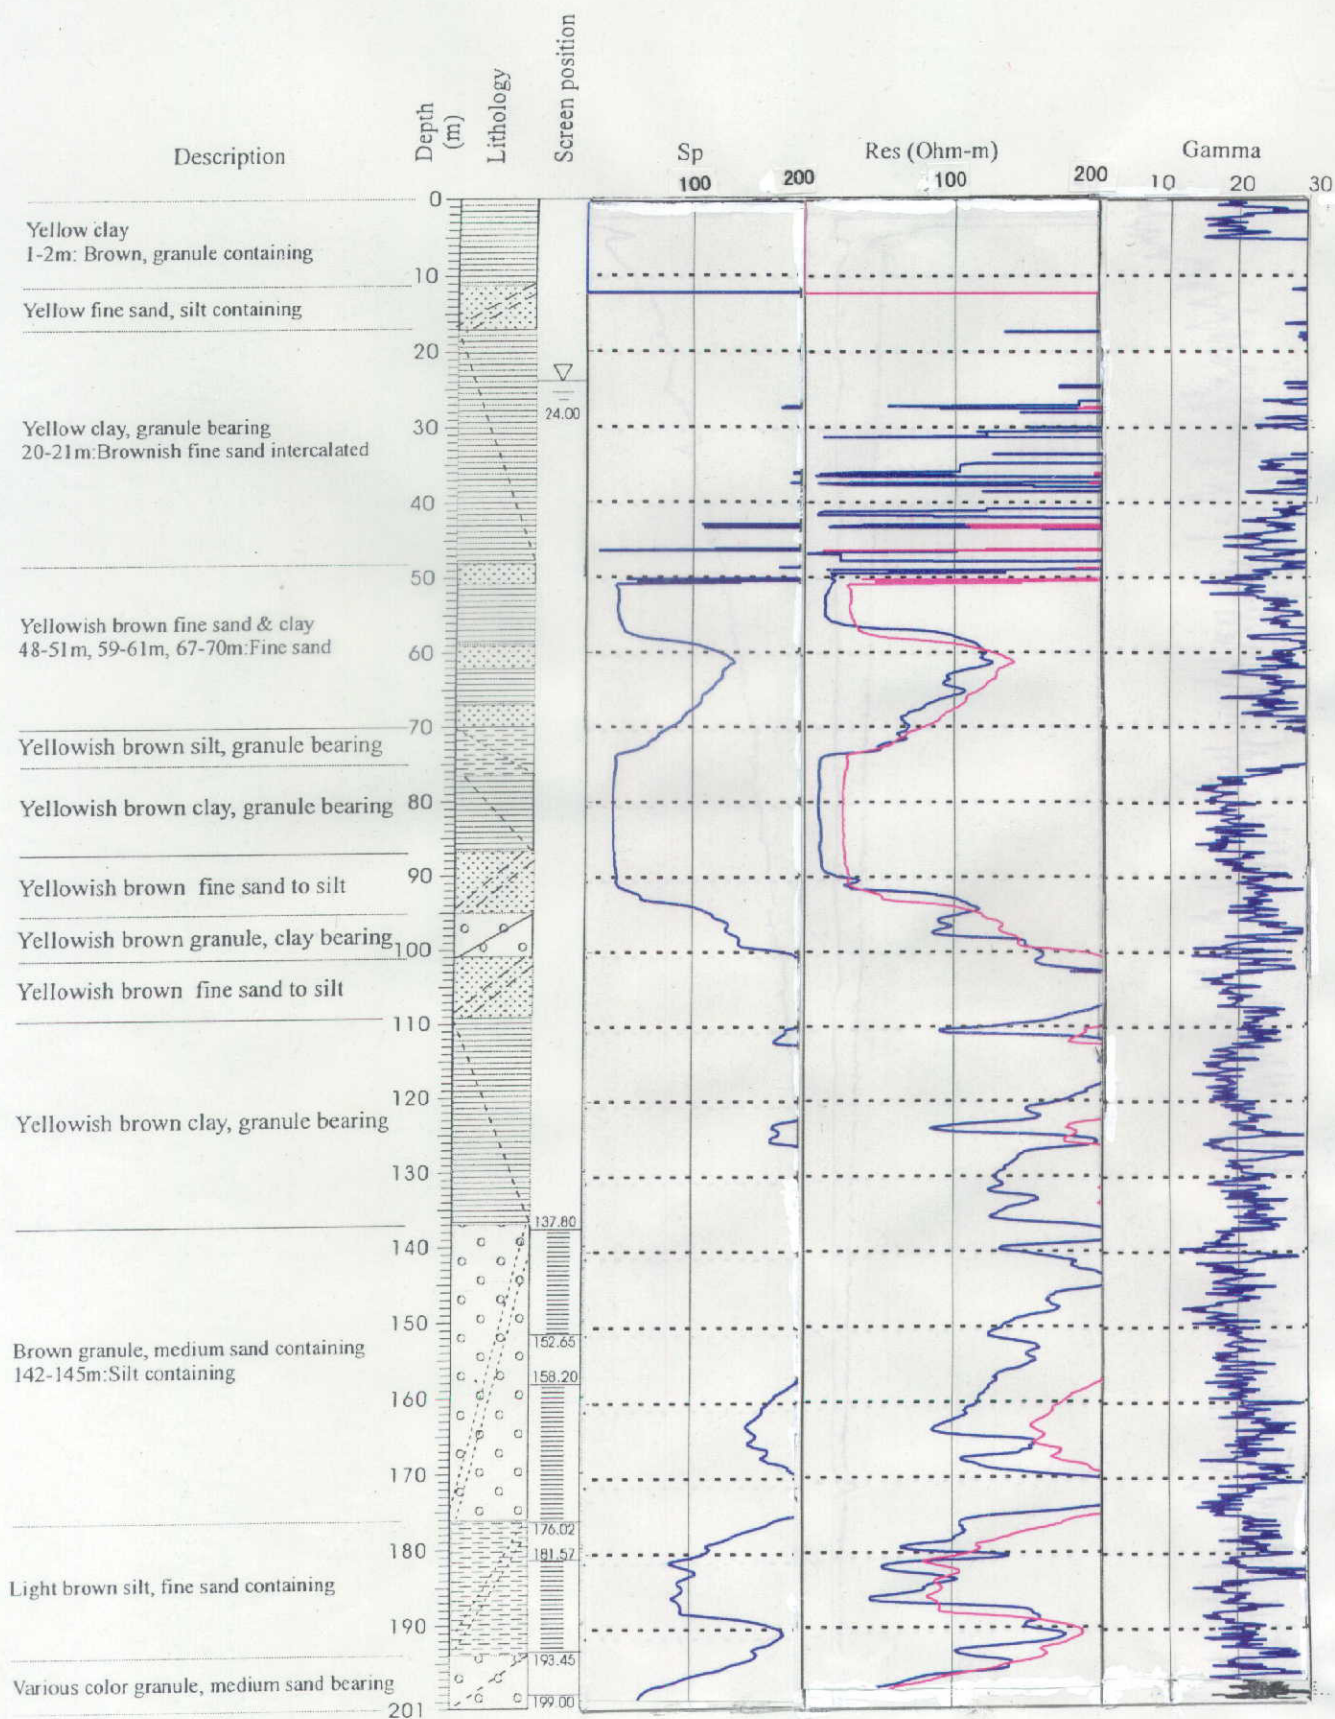 Description
Depth
(m)
Lithology
Screen position
Sp
Res (Ohm-m)
Gamma
100
200
100
200
10
20
30
0
Yellow clay
1-2m: Brown, granule containing
10
Yellow fine sand, silt containing
20
24.00
Yellow clay, granule bearing
20-21m:Brownish fine sand intercalated
30
40
50
Yellowish brown fine sand & clay
48-51m, 59-61m, 67-70m:Fine sand
60
70
Yellowish brown silt, granule bearing
Yellowish brown clay, granule bearing
80
Yellowish brown fine sand to silt
90
Yellowish brown granule, clay bearing
100
Yellowish brown fine sand to silt
110
Yellowish brown clay, granule bearing
120
130
137.80
140
150
152.65
Brown granule, medium sand containing
142-145m:Silt containing
158.20
160
170
176.02
180
181.57
Light brown silt, fine sand containing
190
193.45
Various color granule, medium sand bearing
199.00
201